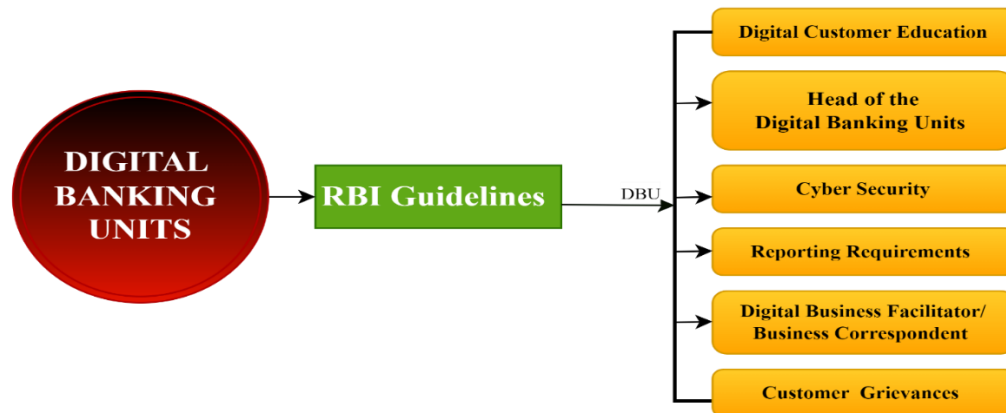 DIGITAL
BANKING
UNITS
RBI Guidelines
DBU
Digital Customer Education
Head of the
Digital Banking Units
Cyber Security
Reporting Requirements
Digital Business Facilitator/
Business Correspondent
Customer Grievances